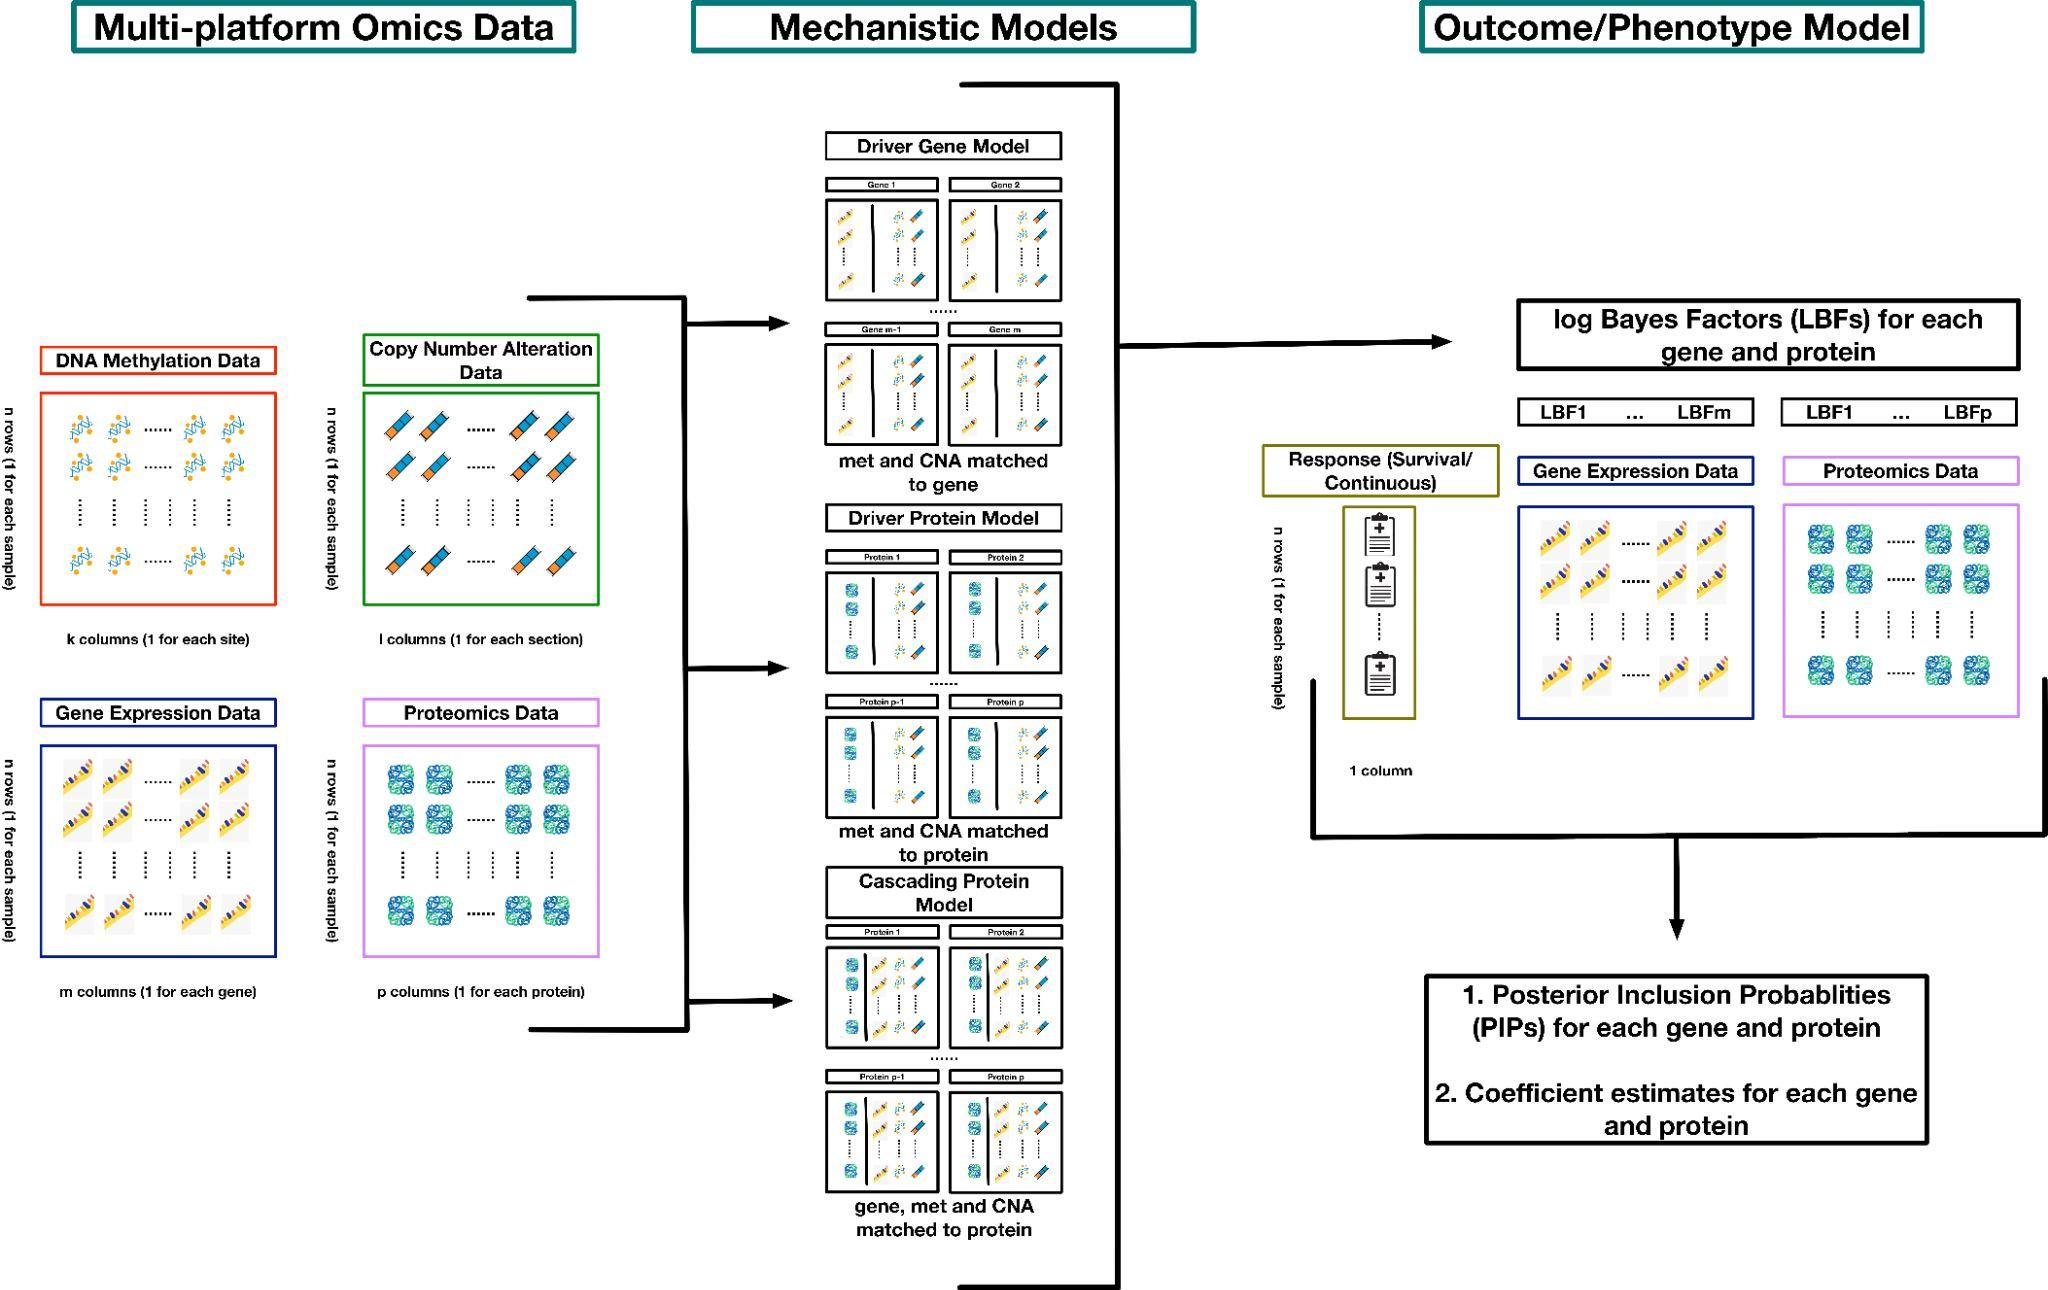 Multi-platform Omics Data
Mechanistic Models
Outcome/Phenotype Model
DNA Methylation Data
n rows (1 for each sample)
k columns (1 for each site)
Copy Number Alteration
Data
n rows (1 for each sample)
l columns (1 for each section)
Gene Expression Data
n rows (1 for each sample)
m columns (1 for each gene)
Proteomics Data
n rows (1 for each sample)
p columns (1 for each protein)
Driver Gene Model
Gene 1
Gene 2
......
Gene m-1
Gene m
met and CNA matched
to gene
Driver Protein Model
Protein 1
Protein 2
......
Protein p-1
Protein p
met and CNA matched
to protein
Cascading Protein
Model
Protein 1
Protein 2
......
Protein p-1
Protein p
gene, met and CNA
matched to protein
log Bayes Factors (LBFs) for each
gene and protein
LBF1 ... LBFm
LBF1 ... LBFp
Response (Survival/
Continuous)
n rows (1 for each sample)
1 column
Gene Expression Data
Proteomics Data
1. Posterior Inclusion Probablities
(PIPs) for each gene and protein
2. Coefficient estimates for each gene
and protein